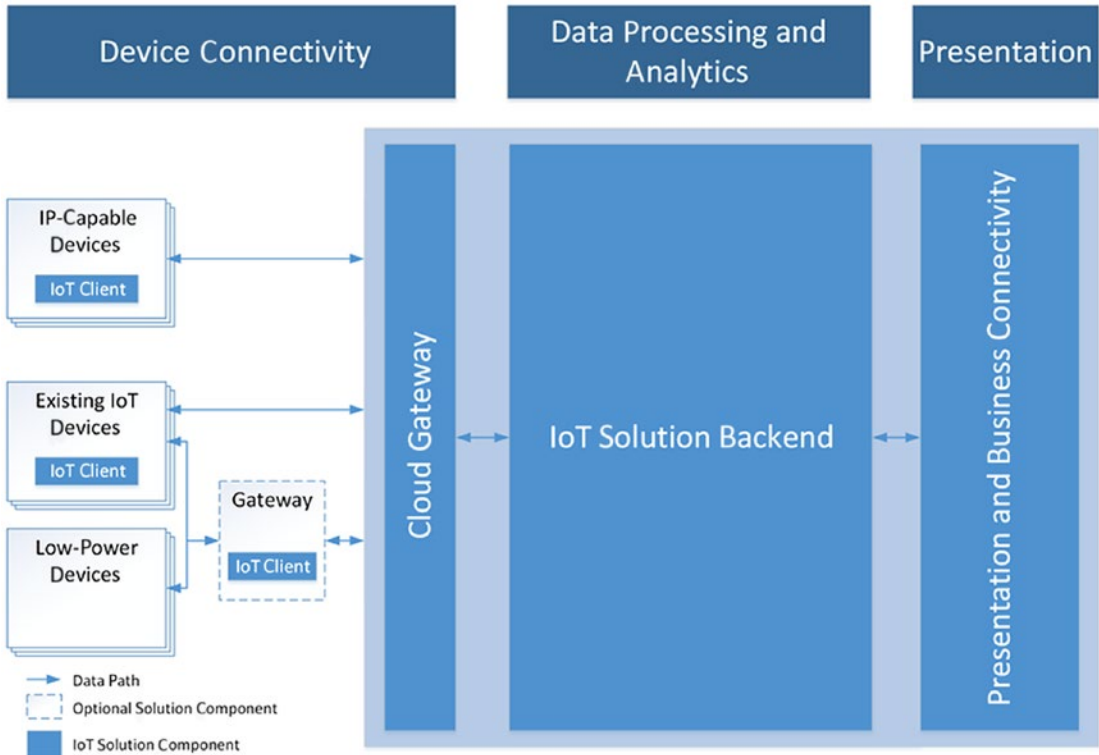 Device Connectivity
Data Processing and
Analytics
Presentation
IP-Capable
Devices
IoT Client
Existing IoT
Devices
IoT Client
Low-Power
Devices
Gateway
IoT Client
Cloud Gateway
IoT Solution Backend
Presentation and Business Connectivity
Data Path
Optional Solution Component
IoT Solution Component